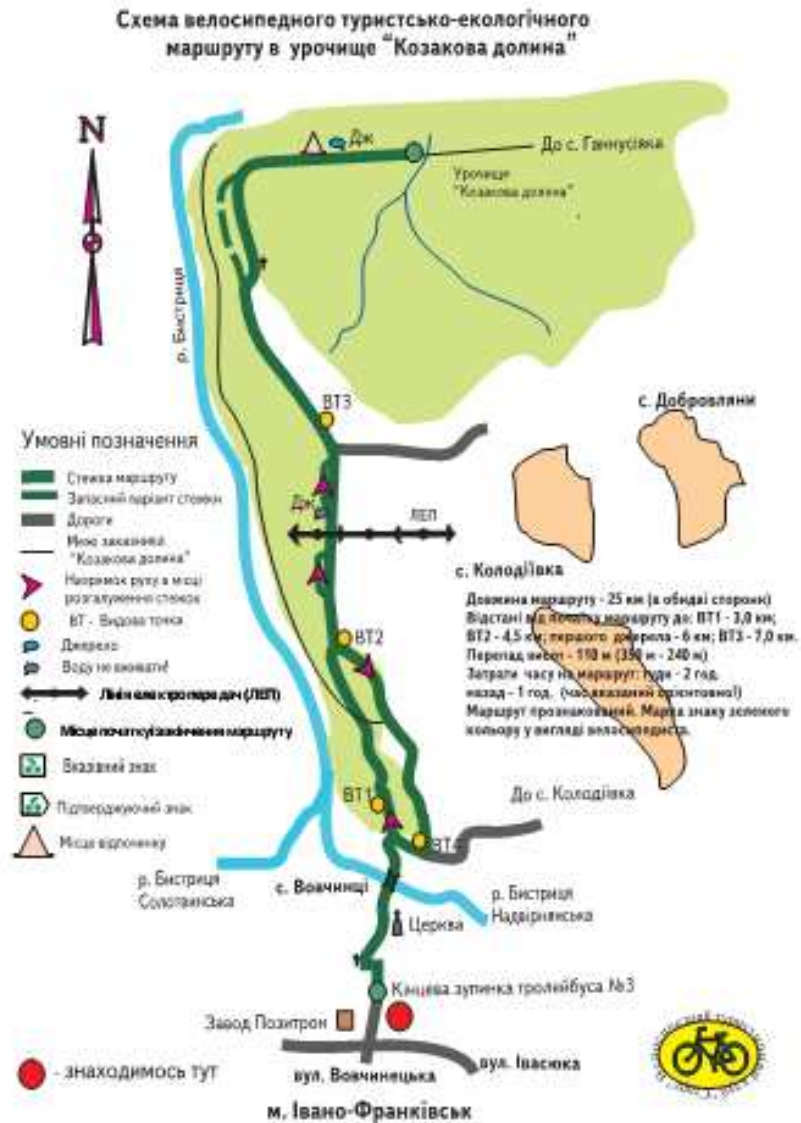 Схема велосипедного туристсько-екологічного
маршруту в урочище "Козакова долина"
N
Дж
До с. Ганнусівка
Урочище
"Козакова долина"
р. Бистриця
ВТ3
с. Добровляни
Умовні позначення
Стежка маршруту
Запасний варіант стежки
Дороги
Межі заказника
"Козакова долина"
Напрямок руху в місці
розгалуження стежок
ВТ - Видова точка
Джерело
Воду не вживати!
Лінія електропередач (ЛЕП)
Місце початку і закінчення маршруту
Вказівний знак
Підтверджуючий знак
Місце відпочинку
Дж
ЛЕП
с. Колодіївка
Довжина маршруту - 25 км (в обидві сторони)
Відстані від початку маршруту до: ВТ1 - 3,0 км;
ВТ2 - 4,5 км; першого джерела - 6 км; ВТ3 - 7,0 км.
Перепад висот - 110 м (350 м - 240 м)
Затрати часу на маршрут: туди - 2 год.
назад - 1 год. (час вказаний орієнтовно!)
Маршрут прознакований. Марка знаку зеленого
кольору у вигляді велосипедиста.
ВТ2
ВТ1
До с. Колодіївка
ВТ4
р. Бистриця
Солотвинська
с. Вовчинці
р. Бистриця
Надвірнянська
Церква
Кінцева зупинка тролейбуса №3
Завод Позитрон
- знаходимось тут
вул. Вовчинецька
вул. Івасюка
м. Івано-Франківськ